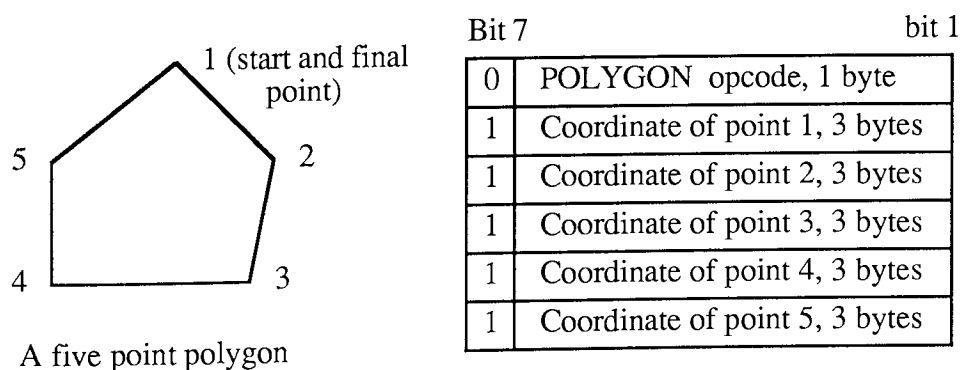 1 (start and final
point)
5
2
4
3
A five point polygon
Bit 7 bit 1
0 POLYGON opcode, 1 byte
1 Coordinate of point 1, 3 bytes
1 Coordinate of point 2, 3 bytes
1 Coordinate of point 3, 3 bytes
1 Coordinate of point 4, 3 bytes
1 Coordinate of point 5, 3 bytes